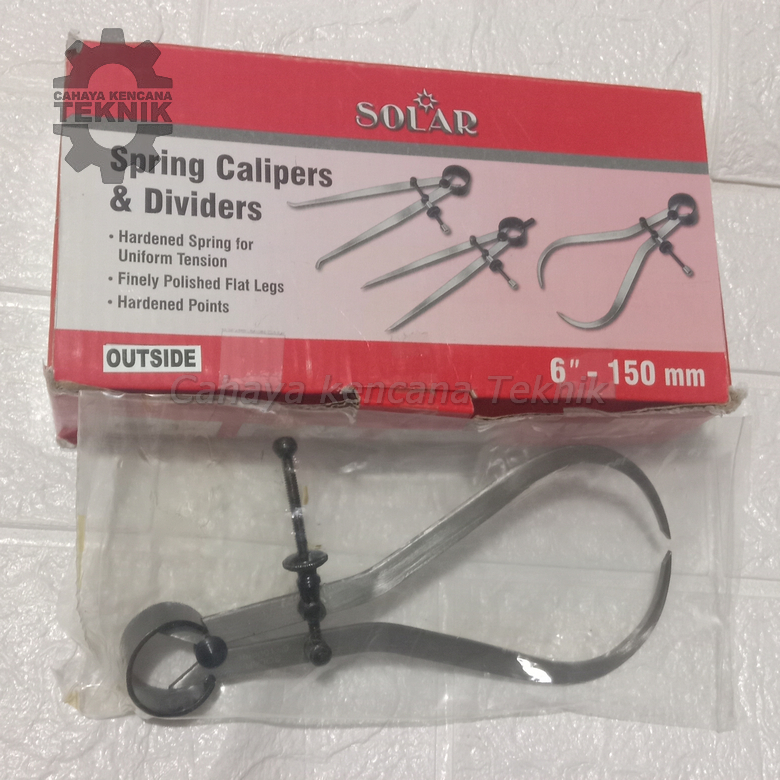 CAHAYA KENCANA
TEKNIK
SOLAR
Spring Calipers
& Dividers
• Hardened Spring for
Uniform Tension
• Finely Polished Flat Legs
• Hardened Points
OUTSIDE
6" - 150 mm
Cahaya kencana Teknik